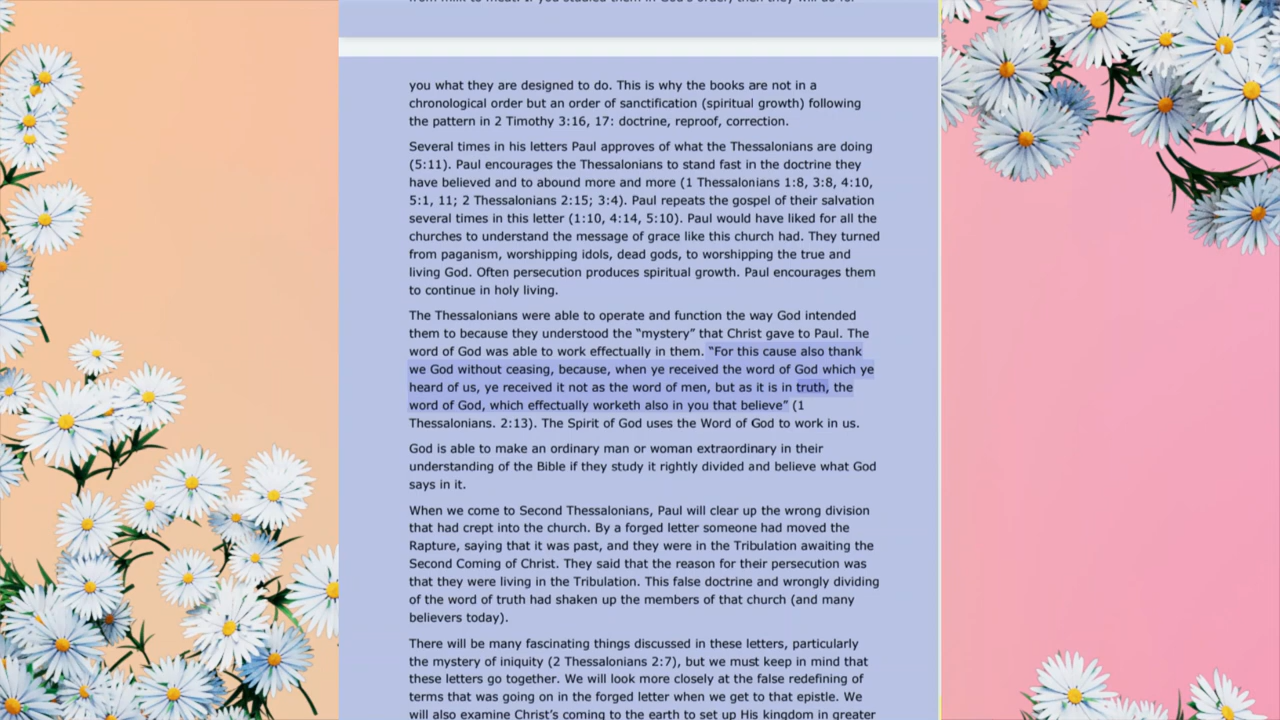 from milk to meat. If you studied them in God's order, then they will do for
you what they are designed to do. This is why the books are not in a
chronological order but an order of sanctification (spiritual growth) following
the pattern in 2 Timothy 3:16, 17: doctrine, reproof, correction.
Several times in his letters Paul approves of what the Thessalonians are doing
(5:11). Paul encourages the Thessalonians to stand fast in the doctrine they
have believed and to abound more and more (1 Thessalonians 1:8, 3:8, 4:10,
5:1, 11; 2 Thessalonians 2:15; 3:4). Paul repeats the gospel of their salvation
several times in this letter (1:10, 4:14, 5:10). Paul would have liked for all the
churches to understand the message of grace like this church had. They turned
from paganism, worshipping idols, dead gods, to worshipping the true and
living God. Often persecution produces spiritual growth. Paul encourages them
to continue in holy living.
The Thessalonians were able to operate and function the way God intended
them to because they understood the “mystery” that Christ gave to Paul. The
word of God was able to work effectually in them. “For this cause also thank
we God without ceasing, because, when ye received the word of God which ye
heard of us, ye received it not as the word of men, but as it is in truth, the
word of God, which effectually worketh also in you that believe” (1
Thessalonians. 2:13). The Spirit of God uses the Word of God to work in us.
God is able to make an ordinary man or woman extraordinary in their
understanding of the Bible if they study it rightly divided and believe what God
says in it.
When we come to Second Thessalonians, Paul will clear up the wrong division
that had crept into the church. By a forged letter someone had moved the
Rapture, saying that it was past, and they were in the Tribulation awaiting the
Second Coming of Christ. They said that the reason for their persecution was
that they were living in the Tribulation. This false doctrine and wrongly dividing
of the word of truth had shaken up the members of that church (and many
believers today).
There will be many fascinating things discussed in these letters, particularly
the mystery of iniquity (2 Thessalonians 2:7), but we must keep in mind that
these letters go together. We will look more closely at the false redefining of
terms that was going on in the forged letter when we get to that epistle. We
will also examine Christ’s coming to the earth to set up His kingdom in greater